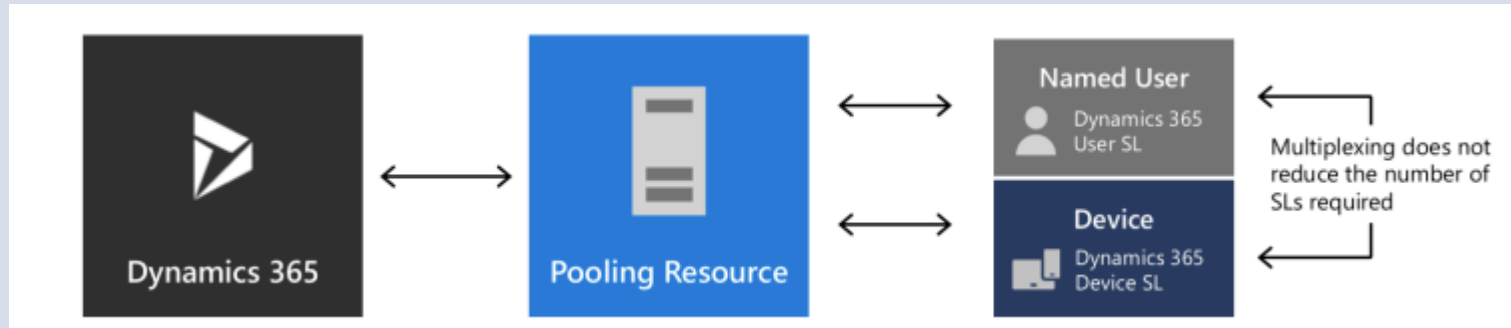 Dynamics 365
Pooling Resource
Named User
Dynamics 365
User SL
Device
Dynamics 365
Device SL
Multiplexing does not
reduce the number of
SLs required